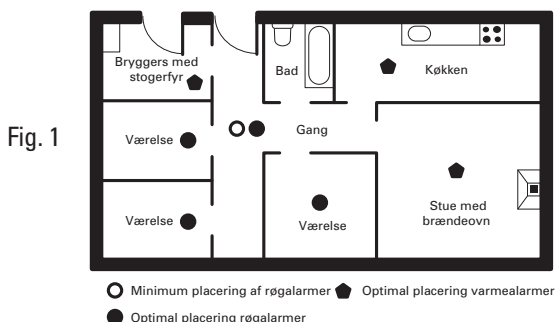 Fig. 1
Bryggers med
stogerfyr
Bad
Køkken
Værelse
Gang
Værelse
Værelse
Stue med
brændeovn
Minimum placering af røgalarmer
Optimal placering varmealarmer
Optimal placering røgalarmer